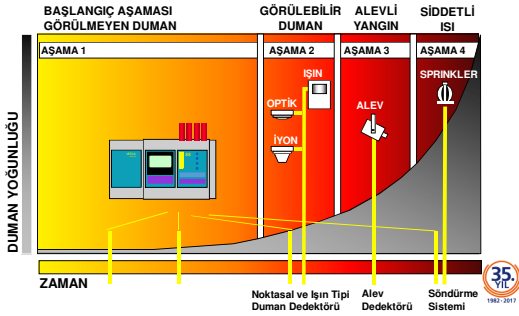 BAŞLANGIÇ AŞAMASI
GÖRÜLMEYEN DUMAN
GÖRÜLEBİLİR
DUMAN
ALEVLİ
YANGIN
SİDDETLİ
ISI
AŞAMA 1
AŞAMA 2
AŞAMA 3
AŞAMA 4
IŞIN
OPTİK
İYON
ALEV
SPRINKLER
DUMAN YOĞUNLUĞU
ZAMAN
Noktasal ve Işın Tipi
Duman Dedektörü
Alev
Dedektörü
Söndürme
Sistemi
35.
YIL
1982 - 2017